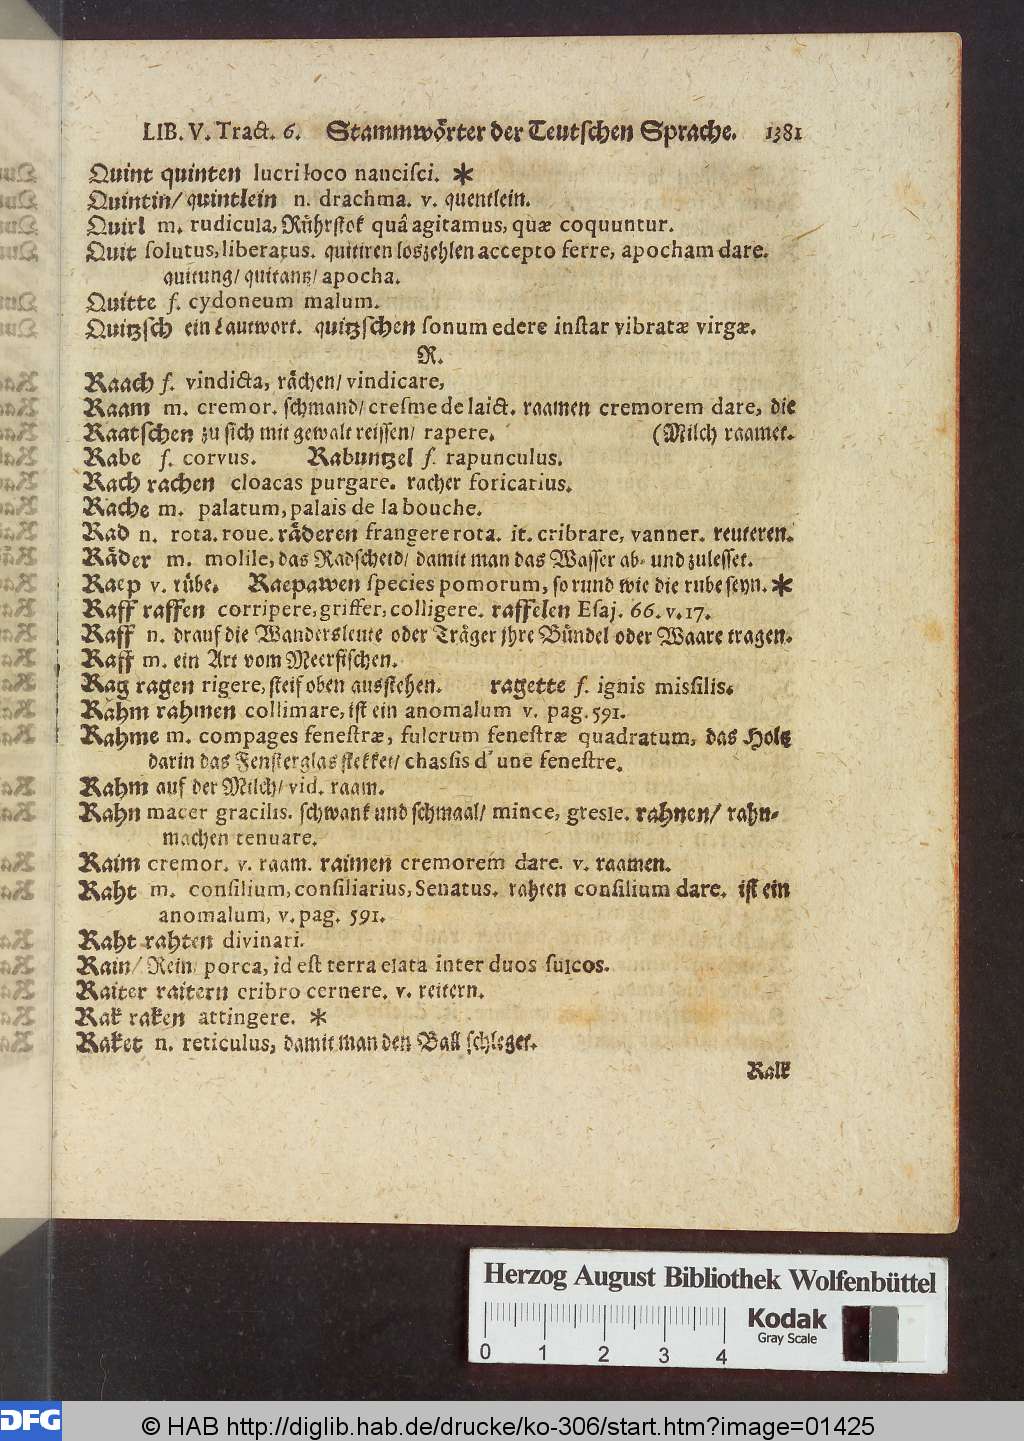 LIB. V. Tract. 6. Stammwörter der Teutschen Sprache. 1381
Quint quinten lucri loco nancisci. *
Quintin/ quintlein n. drachma. v. quentlein.
Quirl m. rudicula, Rührstok quâ agitamus, quæ coquuntur.
Quit solutus, liberatus. quittiren loszehlen accepto ferre, apocham dare.
quitung/ quitantz/ apocha.
Quitte f. cydoneum malum.
Quitzsch ein Lautwort. quitzschen sonum edere instar vibratæ virgæ.
R.
Raach f. vindicta, rächen/ vindicare,
Raam m. cremor. schmand/ cresme de laict. raamen cremorem dare, die
Raatschen zu sich mit gewalt reissen/ rapere. (Milch raamet.
Rabe f. corvus. Rabuntzel f. rapunculus.
Rach rachen cloacas purgare. racher foricarius.
Rache m. palatum, palais de la bouche.
Rad n. rota. roue. räderen frangere rota. it. cribrare, vanner. reuteren.
Räder m. molile, das Radscheid/ damit man das Wasser ab- und zulesset.
Raep v. rübe. Raepawen species pomorum, so rund wie die rube seyn. *
Raff raffen corripere, griffer, colligere. raffelen Esaj. 66. v. 17.
Raff n. drauf die Wandersleute oder Träger jhre Bündel oder Waare tragen.
Raff m. ein Art vom Meerfischen.
Rag ragen rigere, steif oben ausstehen. ragette f. ignis missilis.
Rähm rahmen collimare, ist ein anomalum v. pag. 591.
Rahme m. compages fenestræ, fulcrum fenestræ quadratum, das Holtz
darin das Fensterglas stekket/ chassis d' une fenestre.
Rahm auf der Milch/ vid. raam.
Rahn macer gracilis. schwank und schmaal/ mince, gresle. rahnen/ rahn-
machen tenuare.
Raim cremor. v. raam. raimen cremorem dare. v. raamen.
Raht m. consilium, consiliarius, Senatus. rahten consilium dare. ist ein
anomalum, v. pag. 591.
Raht rahten divinari.
Rain/ Rein/ porca, id est terra elata inter duos sulcos.
Raiter raitern cribro cernere. v. reitern.
Rak raken attingere. *
Raket n. reticulus, damit man den Ball schleget.
Ralk
Herzog August Bibliothek Wolfenbüttel
Kodak
Gray Scale
0 1 2 3 4
DFG © HAB http://diglib.hab.de/drucke/ko-306/start.htm?image=01425